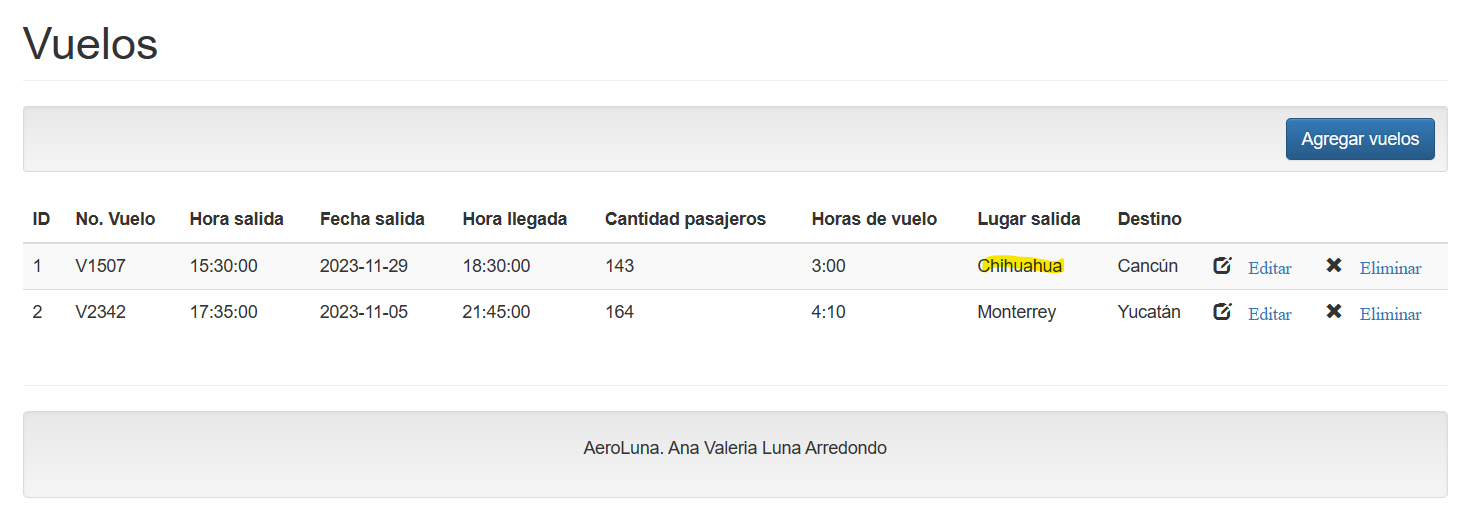 Vuelos
Agregar vuelos
ID No. Vuelo Hora salida Fecha salida Hora llegada Cantidad pasajeros Horas de vuelo Lugar salida Destino
1 V1507 15:30:00 2023-11-29 18:30:00 143 3:00 Chihuahua Cancún Editar Eliminar
2 V2342 17:35:00 2023-11-05 21:45:00 164 4:10 Monterrey Yucatán Editar Eliminar
AeroLuna. Ana Valeria Luna Arredondo